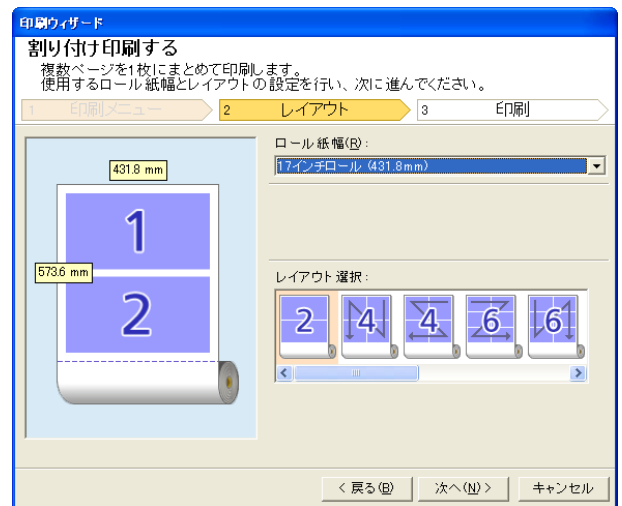 印刷ウィザード
割り付け印刷する
複数ページを1枚にまとめて印刷します。
使用するロール紙幅とレイアウトの設定を行い、次に進んでください。
1 印刷メニュー 2 レイアウト 3 印刷
ロール紙幅(R):
17インチロール (431.8mm)
431.8 mm
1
573.6 mm
2
レイアウト選択:
2 4 4 6 6
< 戻る(B) 次へ(N) > キャンセル